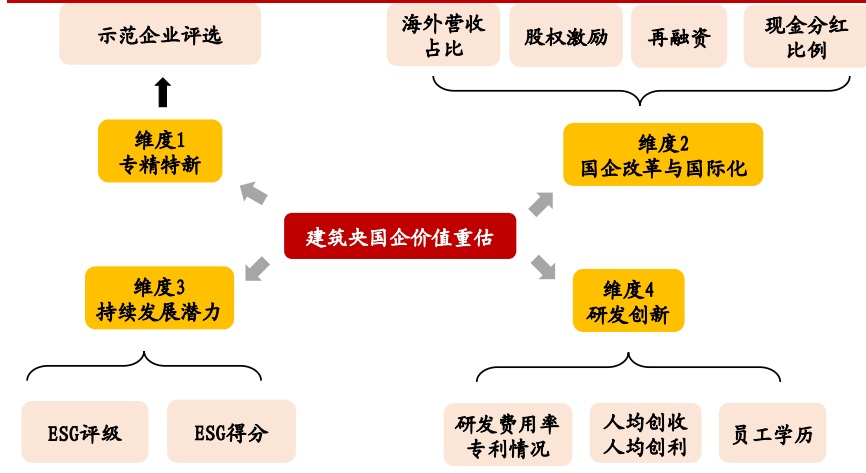 示范企业评选
海外营收
占比
股权激励
再融资
现金分红
比例
维度1
专精特新
维度2
国企改革与国际化
建筑央国企价值重估
维度3
持续发展潜力
维度4
研发创新
ESG评级
ESG得分
研发费用率
专利情况
人均创收
人均创利
员工学历